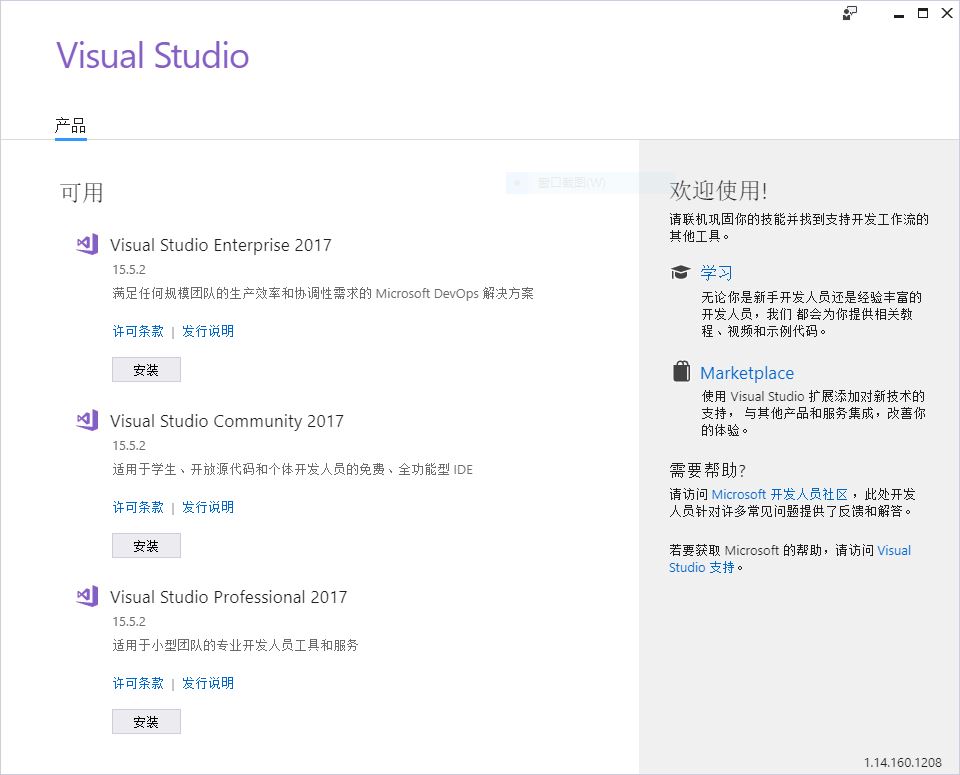 Visual Studio
产品
可用
Visual Studio Enterprise 2017
15.5.2
满足任何规模团队的生产效率和协调性需求的 Microsoft DevOps 解决方案
许可条款 | 发行说明
安装
Visual Studio Community 2017
15.5.2
适用于学生、开放源代码和个体开发人员的免费、全功能型 IDE
许可条款 | 发行说明
安装
Visual Studio Professional 2017
15.5.2
适用于小型团队的专业开发人员工具和服务
许可条款 | 发行说明
安装
窗口截图(W)
欢迎使用!
请联机巩固你的技能并找到支持开发工作流的
其他工具。
学习
无论你是新手开发人员还是经验丰富的
开发人员，我们 都会为你提供相关教
程、视频和示例代码。
Marketplace
使用 Visual Studio 扩展添加对新技术的
支持， 与其他产品和服务集成，改善你
的体验。
需要帮助?
请访问 Microsoft 开发人员社区 ，此处开发
人员针对许多常见问题提供了反馈和解答。
若要获取 Microsoft 的帮助，请访问 Visual
Studio 支持。
1.14.160.1208